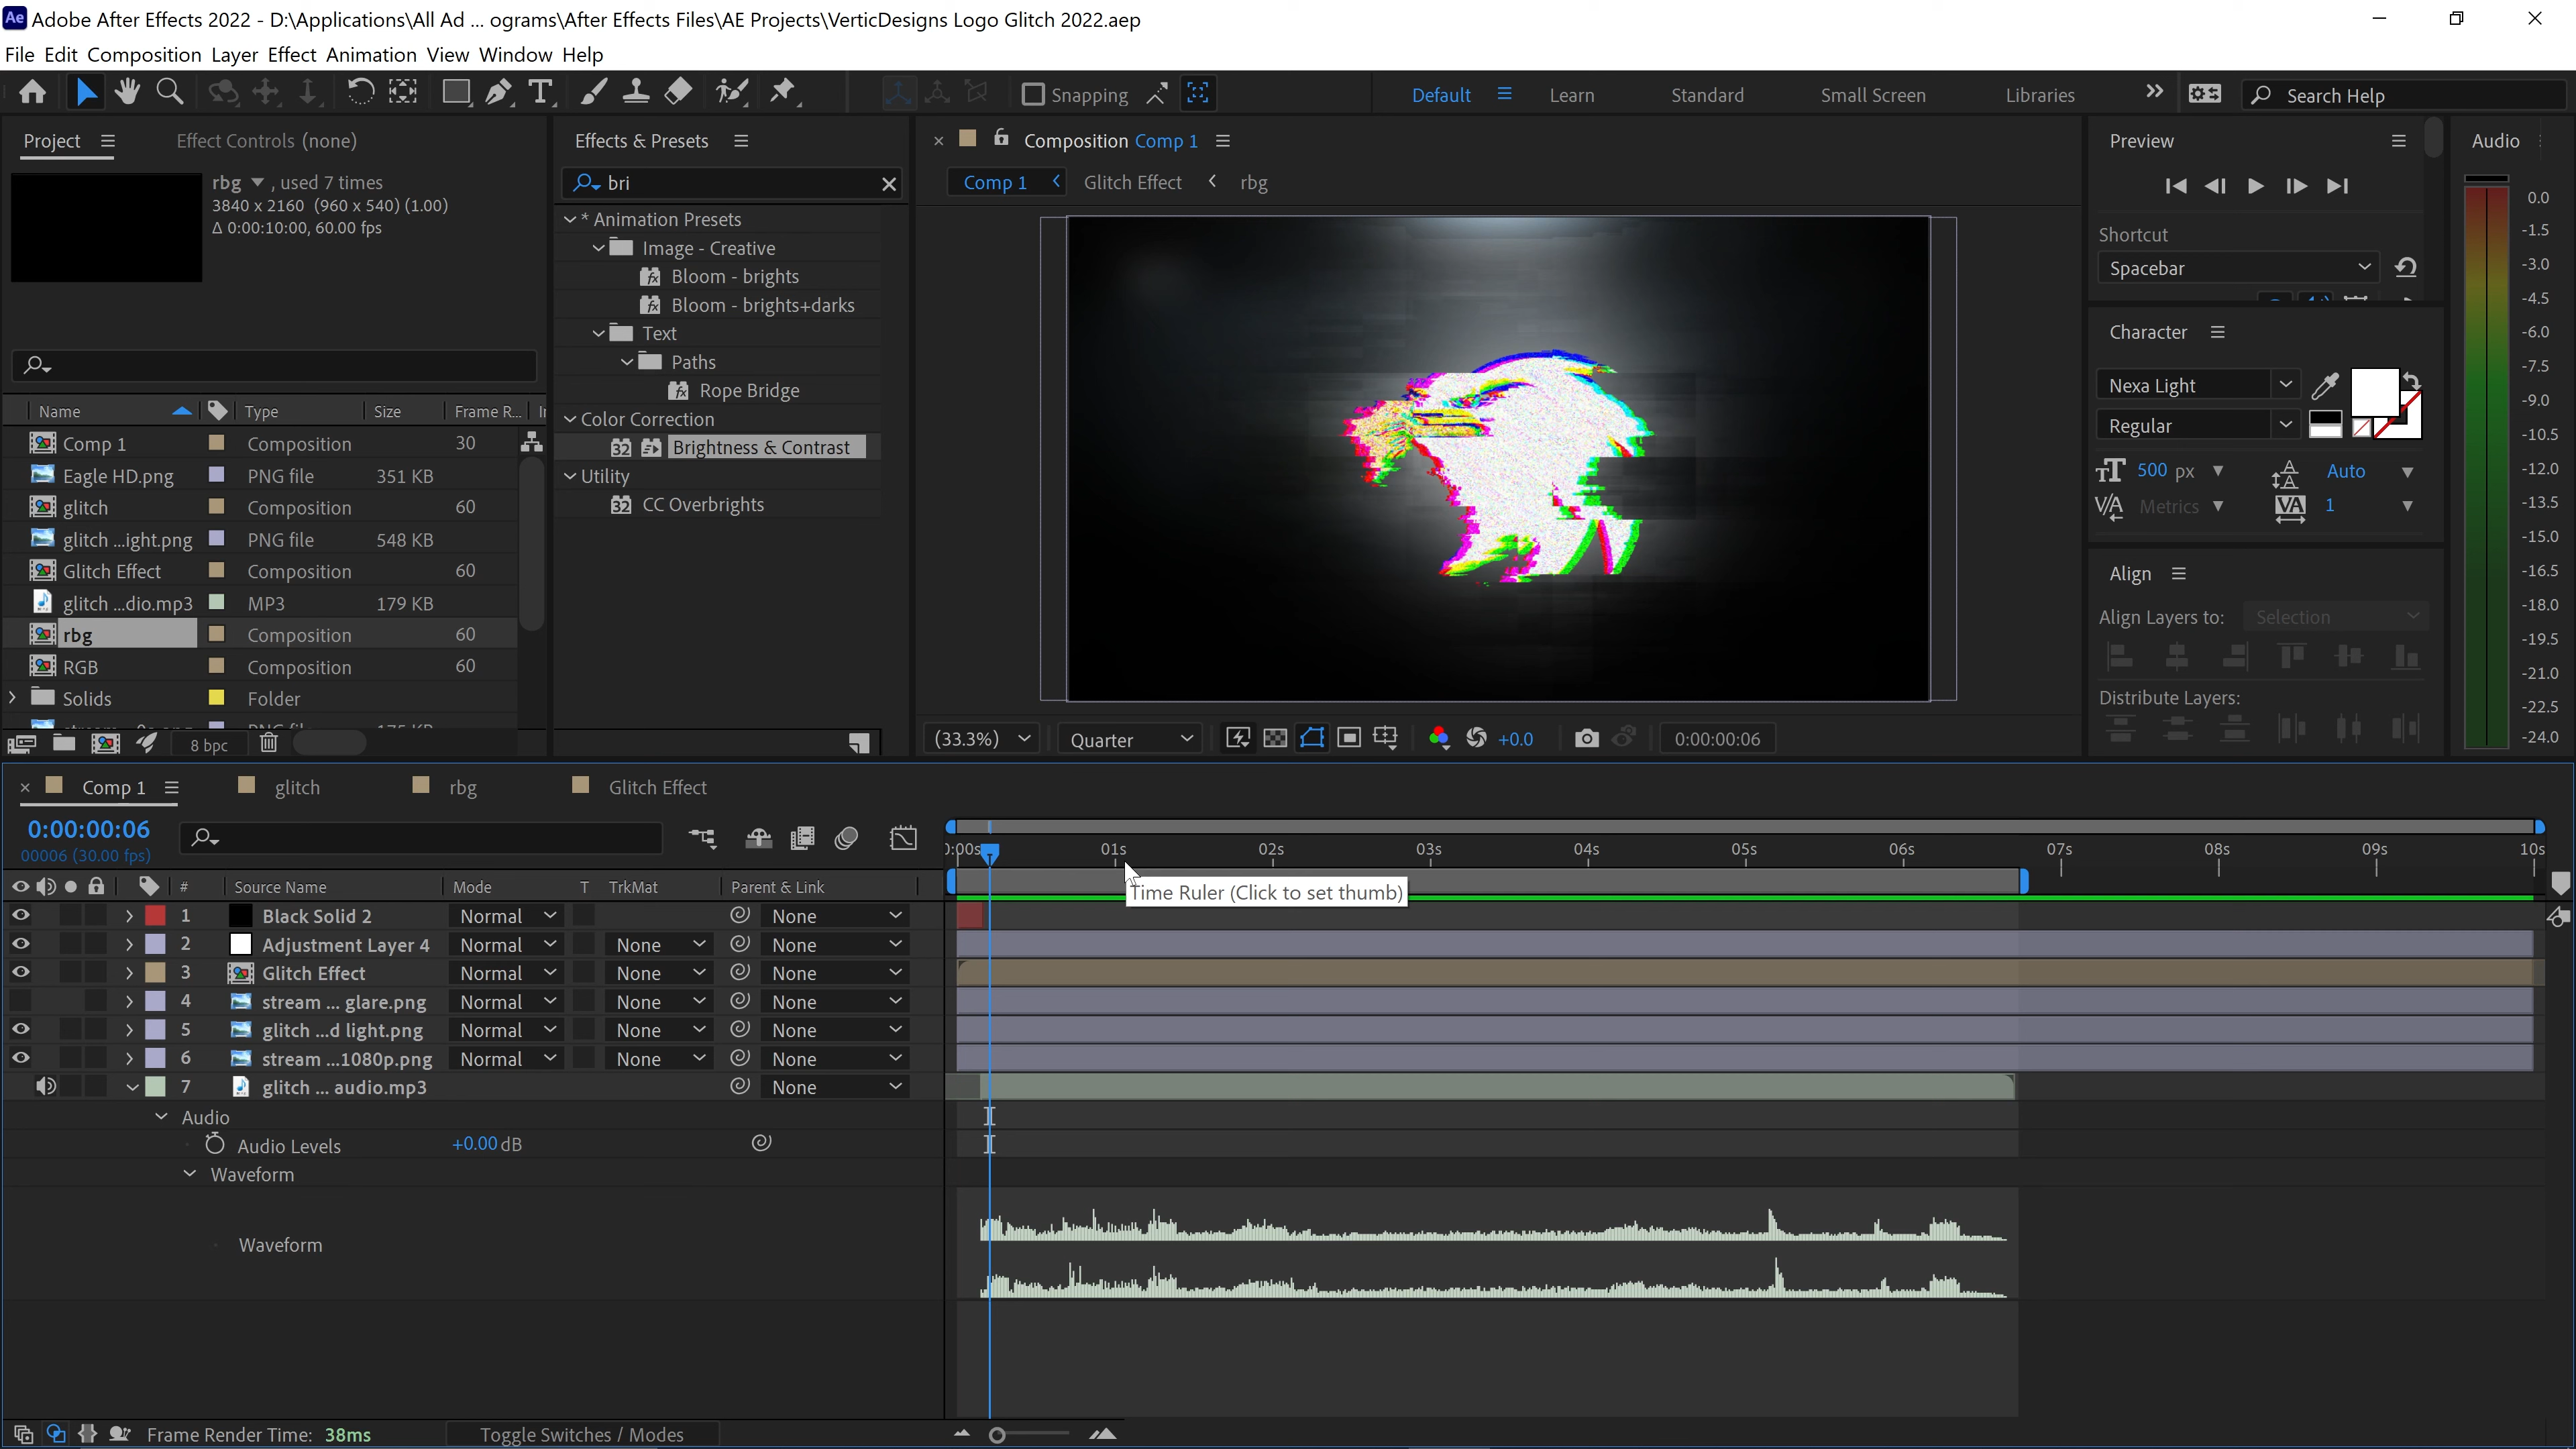 Ae Adobe After Effects 2022 - D:\Applications\All Ad ... ograms\After Effects Files\AE Projects\VerticDesigns Logo Glitch 2022.aep
File Edit Composition Layer Effect Animation View Window Help
Snapping
Default Learn Standard Small Screen Libraries
Search Help
Project
Effect Controls (none)
rbg , used 7 times
3840 x 2160 (960 x 540) (1.00)
Δ 0:00:10:00, 60.00 fps
Name Type Size Frame R...
Comp 1 Composition 30
Eagle HD.png PNG file 351 KB
glitch Composition 60
glitch ...ight.png PNG file 548 KB
Glitch Effect Composition 60
glitch ...dio.mp3 MP3 179 KB
rbg Composition 60
RGB Composition 60
Solids Folder
8 bpc
Effects & Presets
bri
* Animation Presets
Image - Creative
Bloom - brights
Bloom - brights+darks
Text
Paths
Rope Bridge
Color Correction
32 Brightness & Contrast
Utility
32 CC Overbrights
Composition Comp 1
Comp 1 Glitch Effect rbg
(33.3%) Quarter +0.0 0:00:00:06
Preview
Shortcut
Spacebar
Character
Nexa Light
Regular
500 px Auto
Metrics 1
Align
Align Layers to: Selection
Distribute Layers:
Audio
0.0
-1.5
-3.0
-4.5
-6.0
-7.5
-9.0
-10.5
-12.0
-13.5
-15.0
-16.5
-18.0
-19.5
-21.0
-22.5
-24.0
Comp 1 glitch rbg Glitch Effect
0:00:00:06
00006 (30.00 fps)
):00s 01s 02s 03s 04s 05s 06s 07s 08s 09s 10s
# Source Name Mode T TrkMat Parent & Link
Time Ruler (Click to set thumb)
1 Black Solid 2 Normal None
2 Adjustment Layer 4 Normal None None
3 Glitch Effect Normal None None
4 stream ... glare.png Normal None None
5 glitch ...d light.png Normal None None
6 stream ...1080p.png Normal None None
7 glitch ... audio.mp3 None
Audio
Audio Levels +0.00 dB
Waveform
Waveform
Frame Render Time: 38ms Toggle Switches / Modes